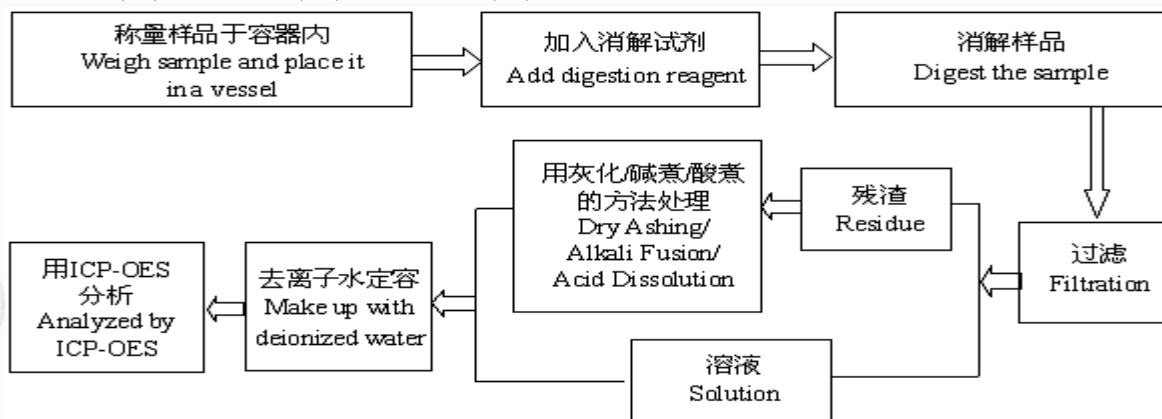 称量样品于容器内
Weigh sample and place it
in a vessel
加入消解试剂
Add digestion reagent
消解样品
Digest the sample
过滤
Filtration
残渣
Residue
用灰化/碱煮/酸煮
的方法处理
Dry Ashing/
Alkali Fusion/
Acid Dissolution
溶液
Solution
去离子水定容
Make up with
deionized water
用ICP-OES
分析
Analyzed by
ICP-OES